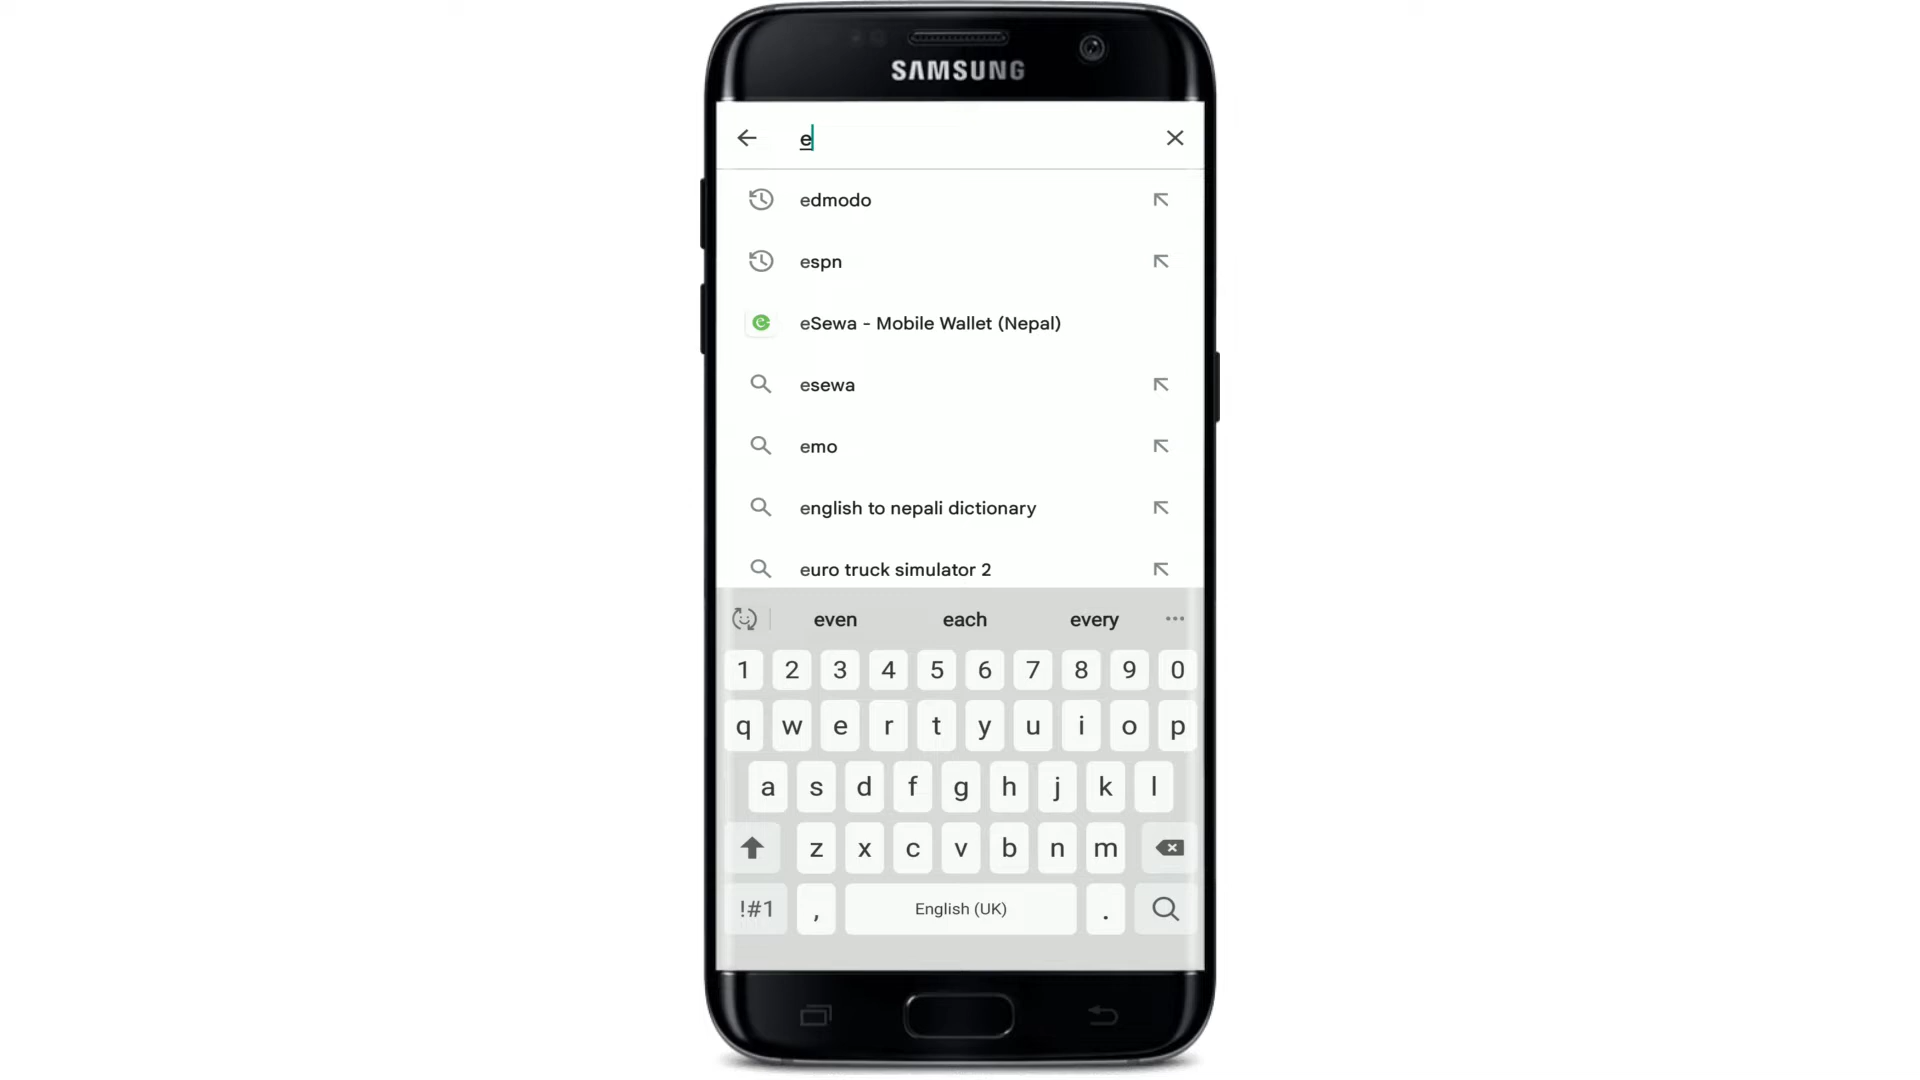 SAMSUNG
e
edmodo
espn
eSewa - Mobile Wallet (Nepal)
esewa
emo
english to nepali dictionary
euro truck simulator 2
even each every
1 2 3 4 5 6 7 8 9 0
q w e r t y u i o p
a s d f g h j k l
z x c v b n m
!#1 , English (UK) .